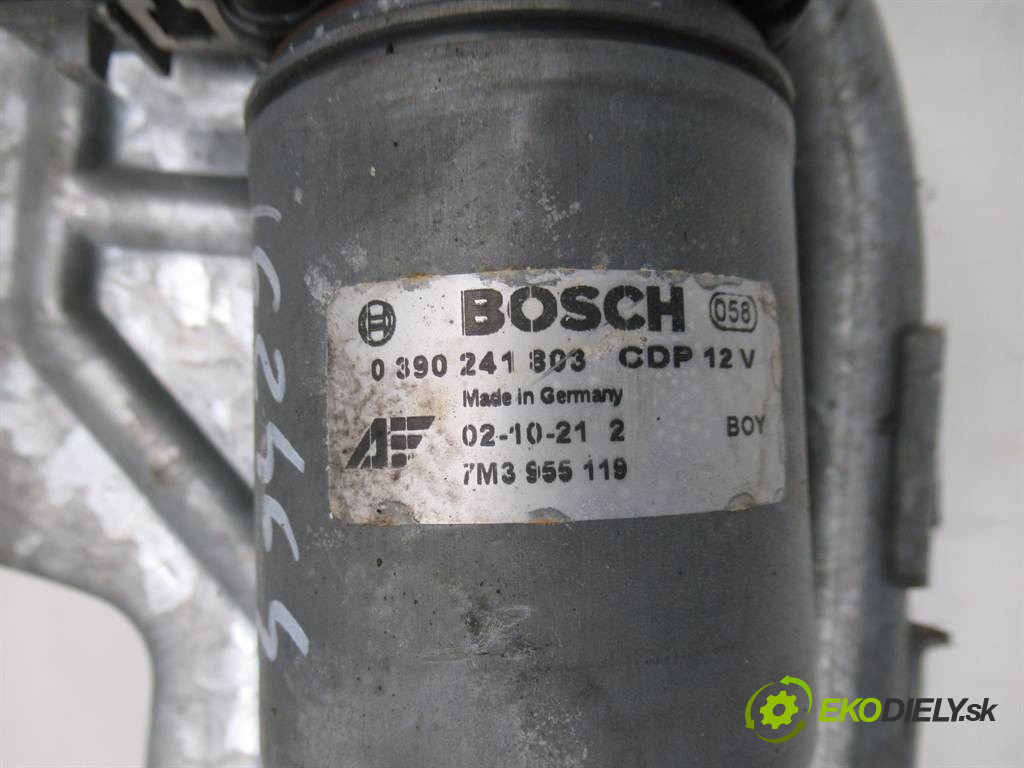 BOSCH 058
0 390 241 803 CDP 12 V
Made in Germany
AF 02-10-21 2 BOY
7M3 955 119
EKODIELY.sk